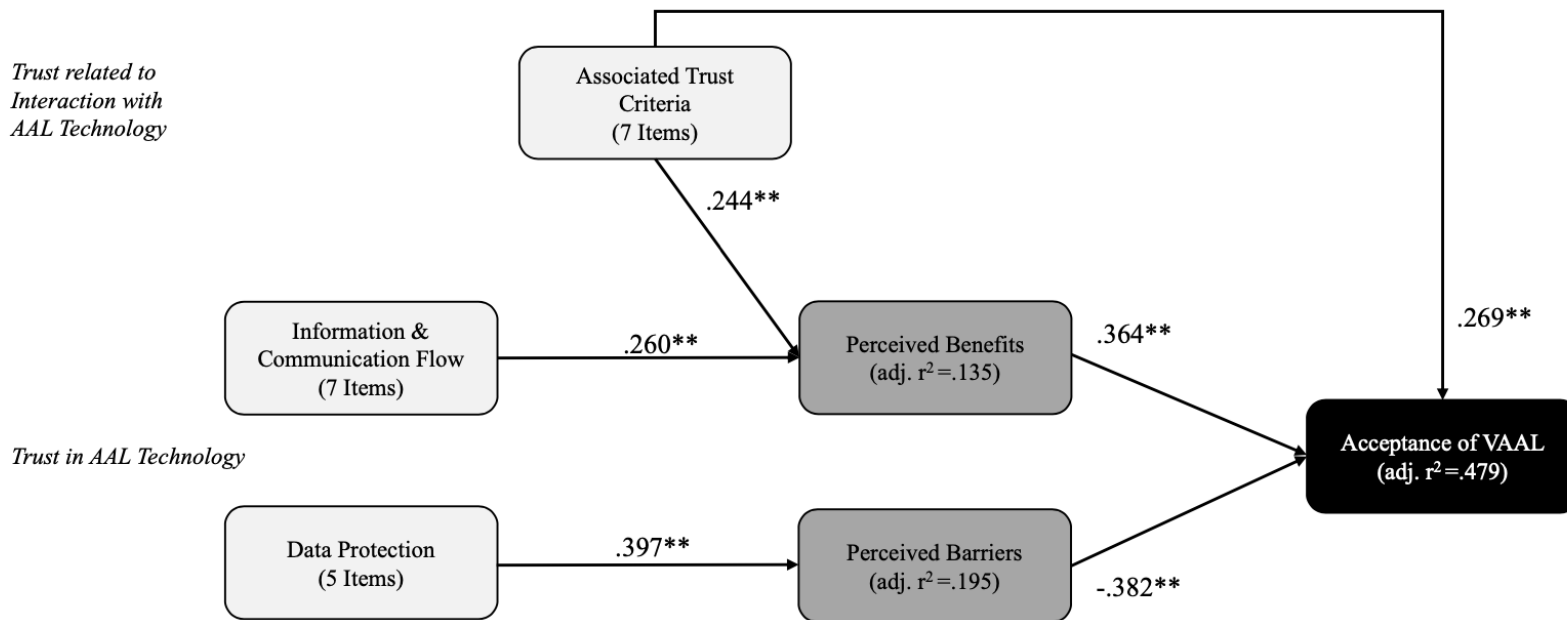 Trust related to
Interaction with
AAL Technology
Associated Trust
Criteria
(7 Items)
.244**
.269**
Information &
Communication Flow
(7 Items)
.260**
Perceived Benefits
(adj. r² =.135)
.364**
Acceptance of VAAL
(adj. r² =.479)
Trust in AAL Technology
Data Protection
(5 Items)
.397**
Perceived Barriers
(adj. r² =.195)
-.382**